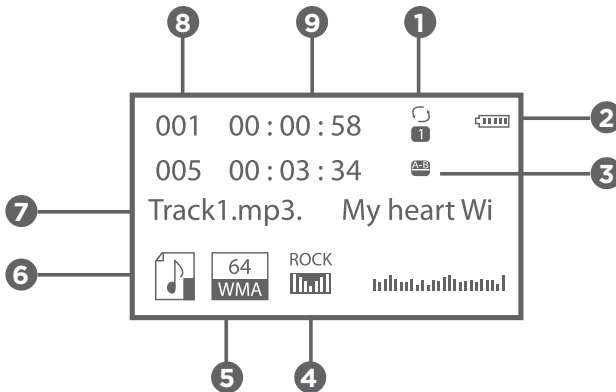 8 9 1
001 00 : 00 : 58 1 2
005 00 : 03 : 34 A-B 3
7 Track1.mp3. My heart Wi
6 64 ROCK
WMA
5 4